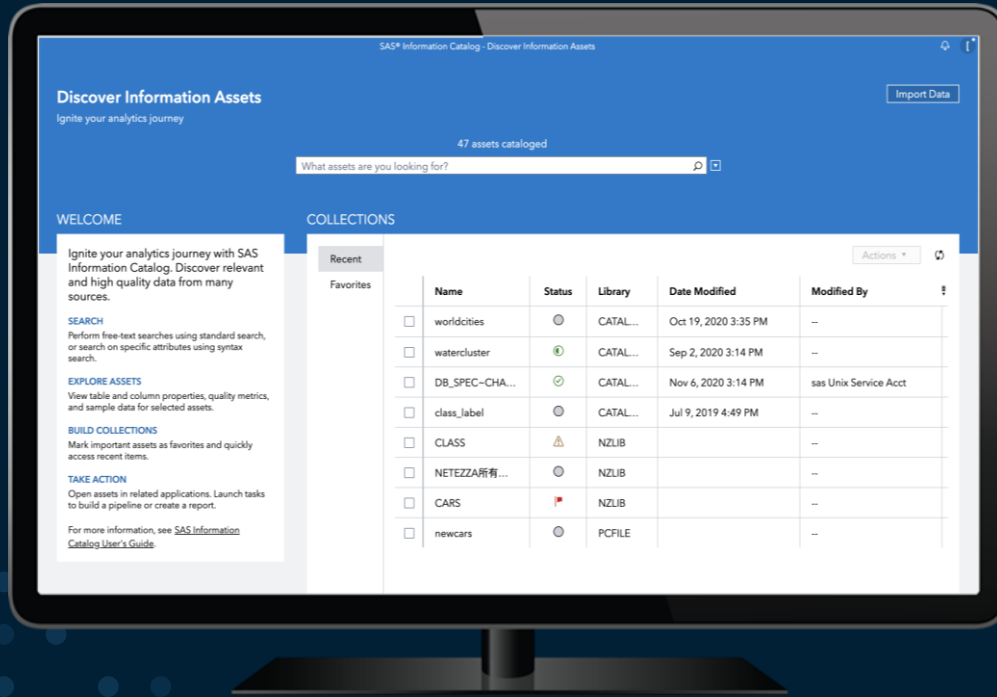 SAS® Information Catalog - Discover Information Assets
Discover Information Assets
Import Data
Ignite your analytics journey
47 assets cataloged
What assets are you looking for?
WELCOME
Ignite your analytics journey with SAS
Information Catalog. Discover relevant
and high quality data from many
sources.
SEARCH
Perform free-text searches using standard search,
or search on specific attributes using syntax
search.
EXPLORE ASSETS
View table and column properties, quality metrics,
and sample data for selected assets.
BUILD COLLECTIONS
Mark important assets as favorites and quickly
access recent items.
TAKE ACTION
Open assets in related applications. Launch tasks
to build a pipeline or create a report.
For more information, see SAS Information
Catalog User's Guide.
COLLECTIONS
Recent
Favorites
Actions
Name Status Library Date Modified Modified By
worldcities CATAL... Oct 19, 2020 3:35 PM --
watercluster CATAL... Sep 2, 2020 3:14 PM --
DB_SPEC~CHA... CATAL... Nov 6, 2020 3:14 PM sas Unix Service Acct
class_label CATAL... Jul 9, 2019 4:49 PM --
CLASS NZLIB --
NETEZZA所有... NZLIB --
CARS NZLIB --
newcars PCFILE --